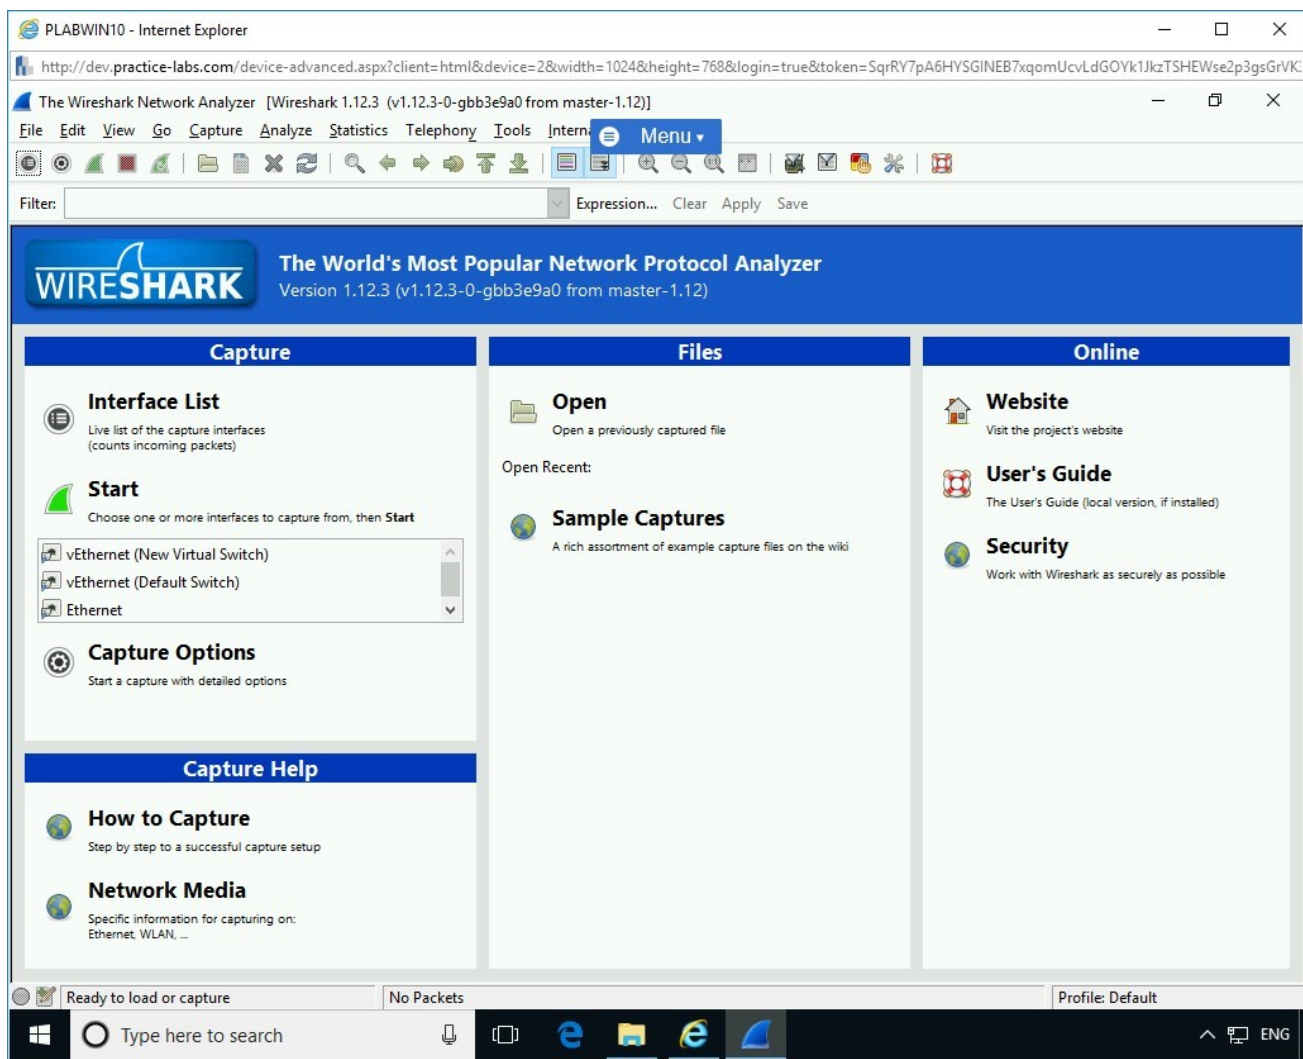 PLABWIN10 - Internet Explorer
http://dev.practice-labs.com/device-advanced.aspx?client=html&device=2&width=1024&height=768&login=true&token=SqrRY7pA6HYSGINEB7xqomUcvLdGOYk1JkzTSHEWse2p3gsGrVK
The Wireshark Network Analyzer [Wireshark 1.12.3 (v1.12.3-0-gbb3e9a0 from master-1.12)]
File Edit View Go Capture Analyze Statistics Telephony Tools Intern
Menu
Filter: Expression... Clear Apply Save
WIRESHARK
The World's Most Popular Network Protocol Analyzer
Version 1.12.3 (v1.12.3-0-gbb3e9a0 from master-1.12)
Capture
Interface List
Live list of the capture interfaces
(counts incoming packets)
Start
Choose one or more interfaces to capture from, then Start
vEthernet (New Virtual Switch)
vEthernet (Default Switch)
Ethernet
Capture Options
Start a capture with detailed options
Capture Help
How to Capture
Step by step to a successful capture setup
Network Media
Specific information for capturing on:
Ethernet, WLAN, ...
Files
Open
Open a previously captured file
Open Recent:
Sample Captures
A rich assortment of example capture files on the wiki
Online
Website
Visit the project's website
User's Guide
The User's Guide (local version, if installed)
Security
Work with Wireshark as securely as possible
Ready to load or capture
No Packets
Profile: Default
Type here to search
ENG